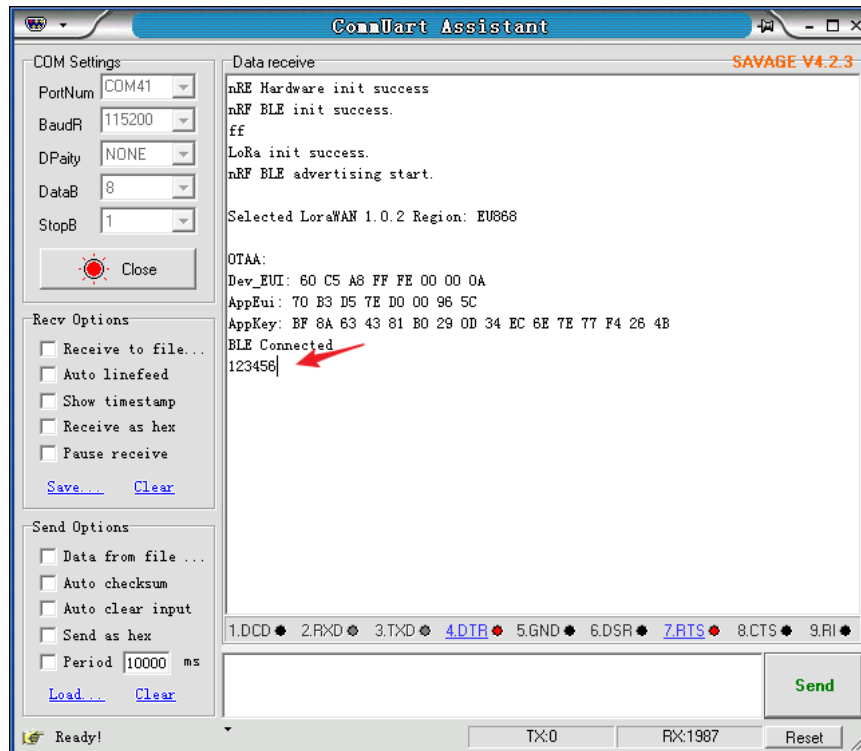 CommUart Assistant
COM Settings
PortNum COM41
BaudR 115200
DPaity NONE
DataB 8
StopB 1
Close
Recv Options
Receive to file...
Auto linefeed
Show timestamp
Receive as hex
Pause receive
Save... Clear
Send Options
Data from file ...
Auto checksum
Auto clear input
Send as hex
Period 10000 ms
Load... Clear
Data receive
SAVAGE V4.2.3
nRE Hardware init success
nRF BLE init success.
ff
LoRa init success.
nRF BLE advertising start.
Selected LoraWAN 1.0.2 Region: EU868
OTAA:
Dev_EUI: 60 C5 A8 FF FE 00 00 0A
AppEui: 70 B3 D5 7E D0 00 96 5C
AppKey: BF 8A 63 43 81 B0 29 0D 34 EC 6E 7E 77 F4 26 4B
BLE Connected
123456
1.DCD 2.RXD 3.TXD 4.DTR 5.GND 6.DSR 7.RTS 8.CTS 9.RI
Send
Ready! TX:0 RX:1987 Reset